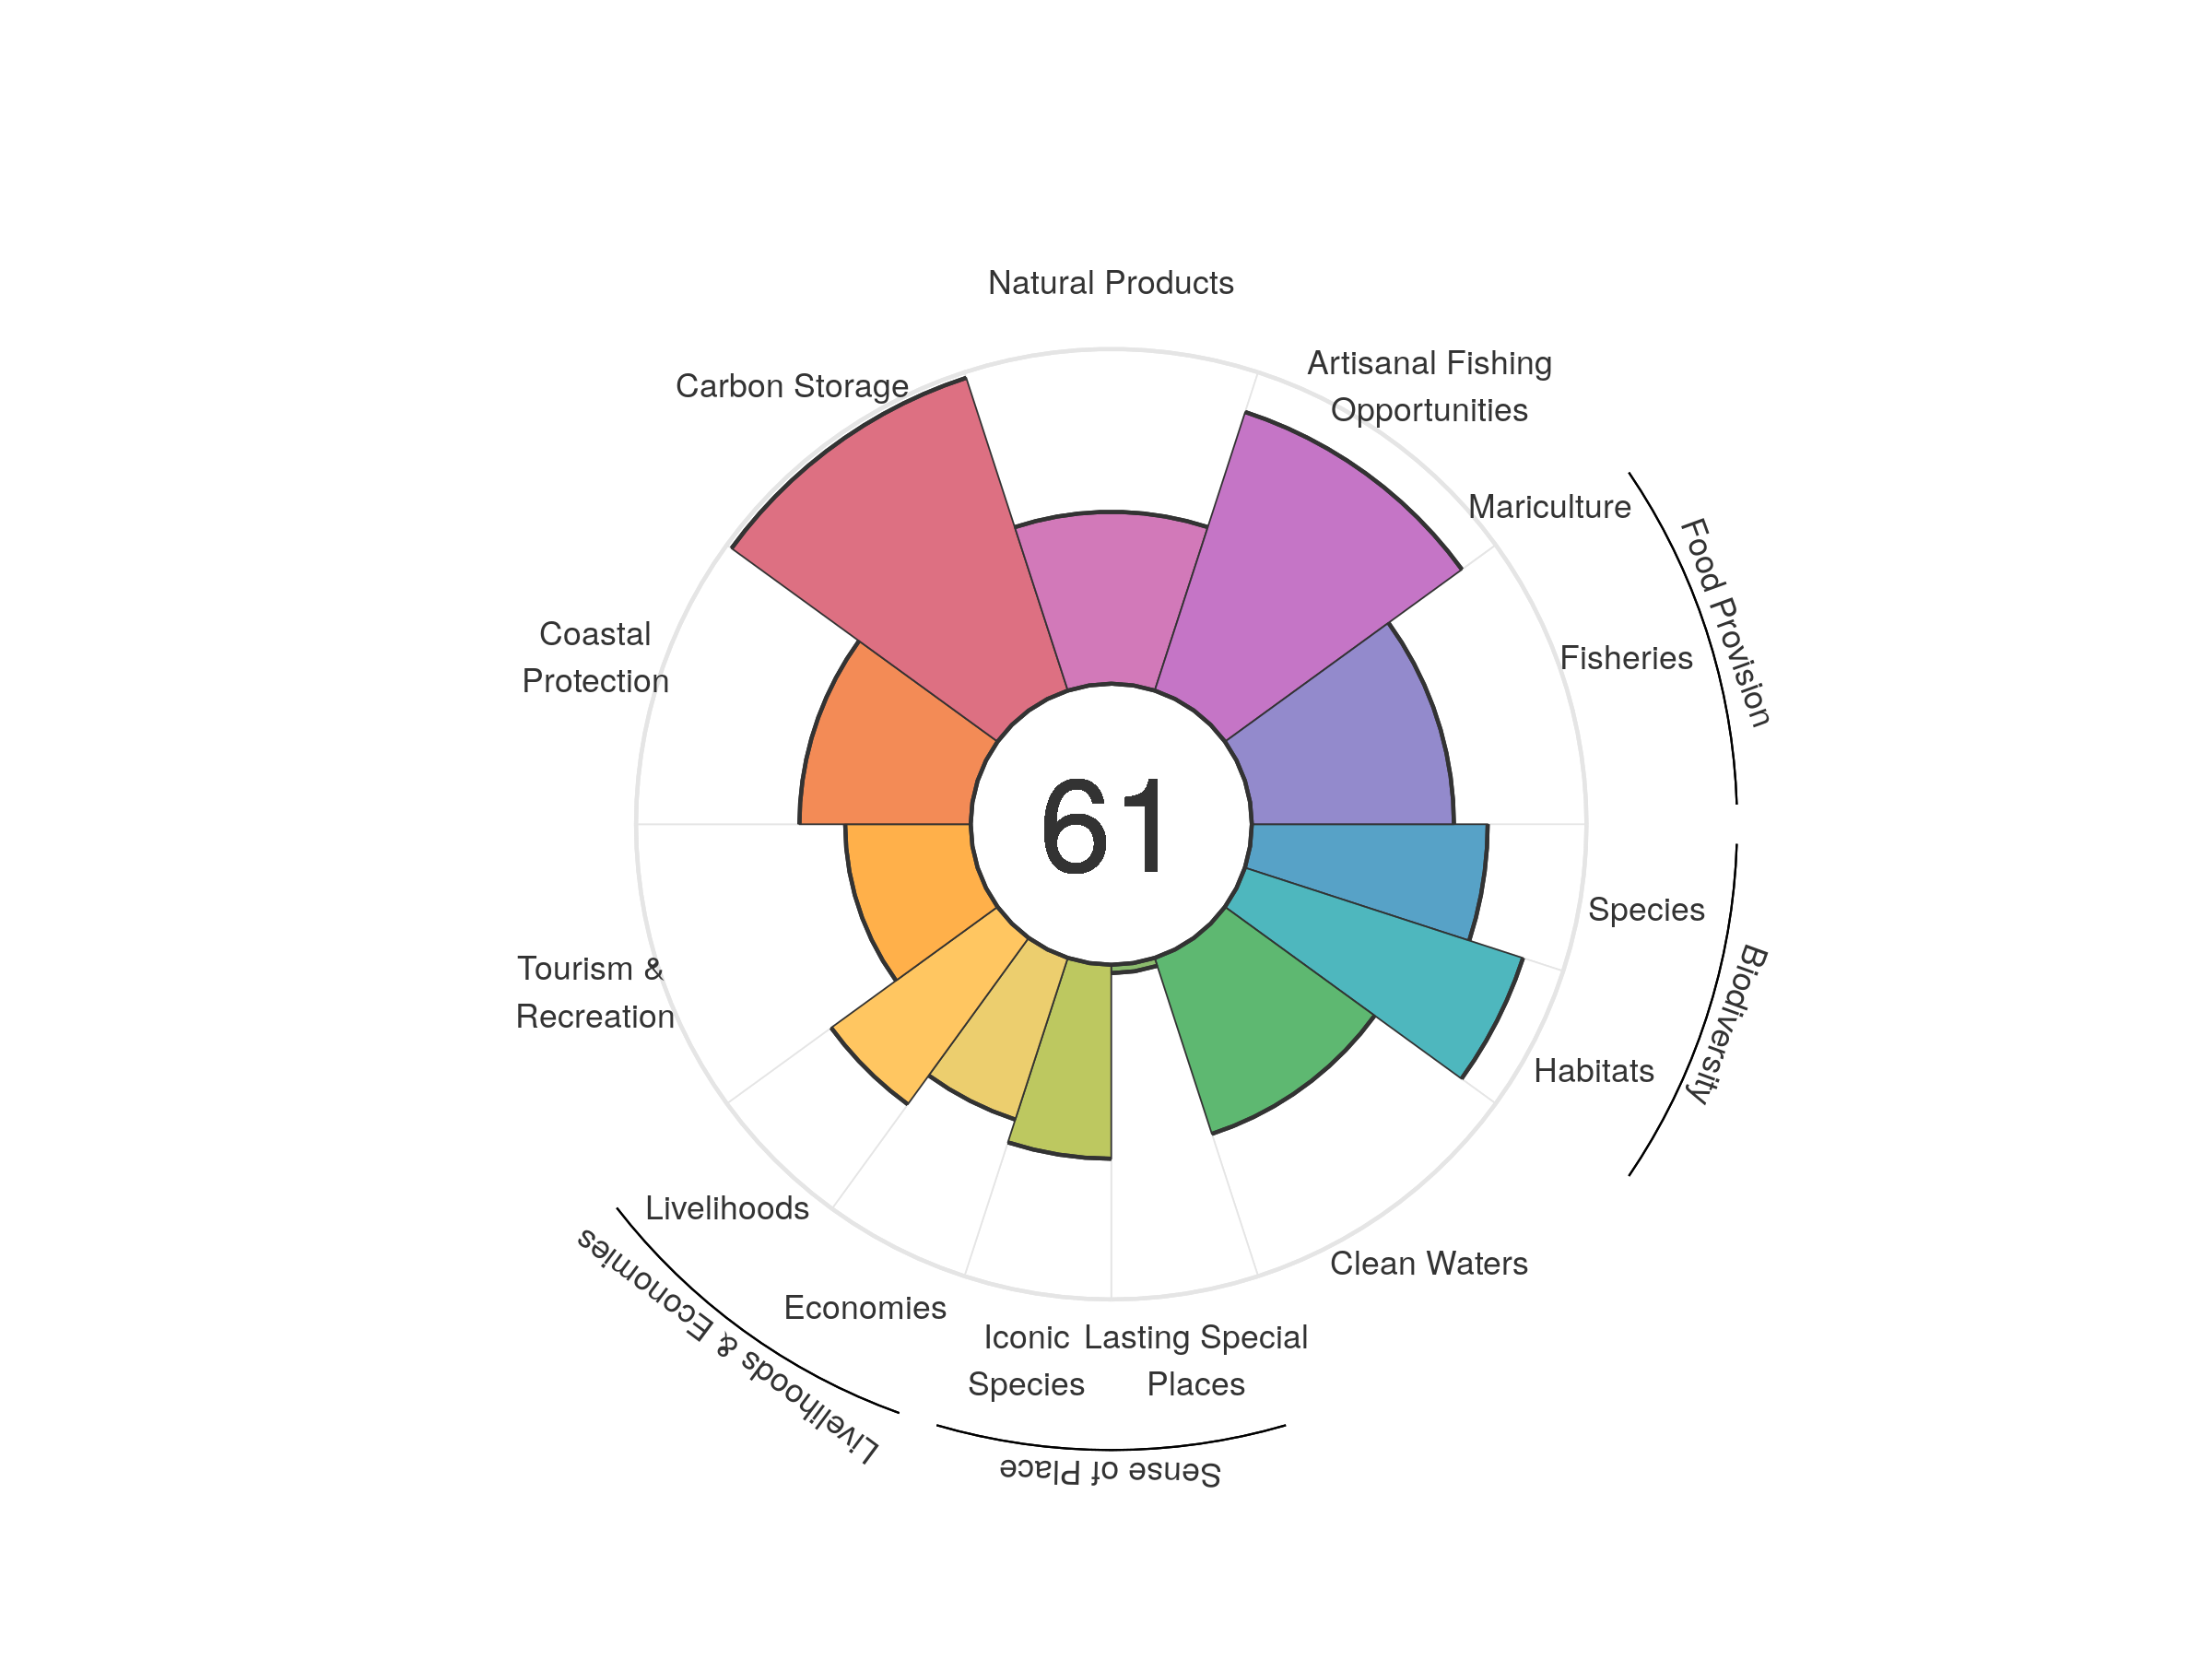 Natural Products
Artisanal Fishing
Opportunities
Carbon Storage
Mariculture
Food Provision
Coastal
Protection
Fisheries
61
Species
Biodiversity
Tourism &
Recreation
Habitats
Livelihoods
Clean Waters
Livelihoods & Economies
Economies
Iconic
Species
Lasting Special
Places
Sense of Place